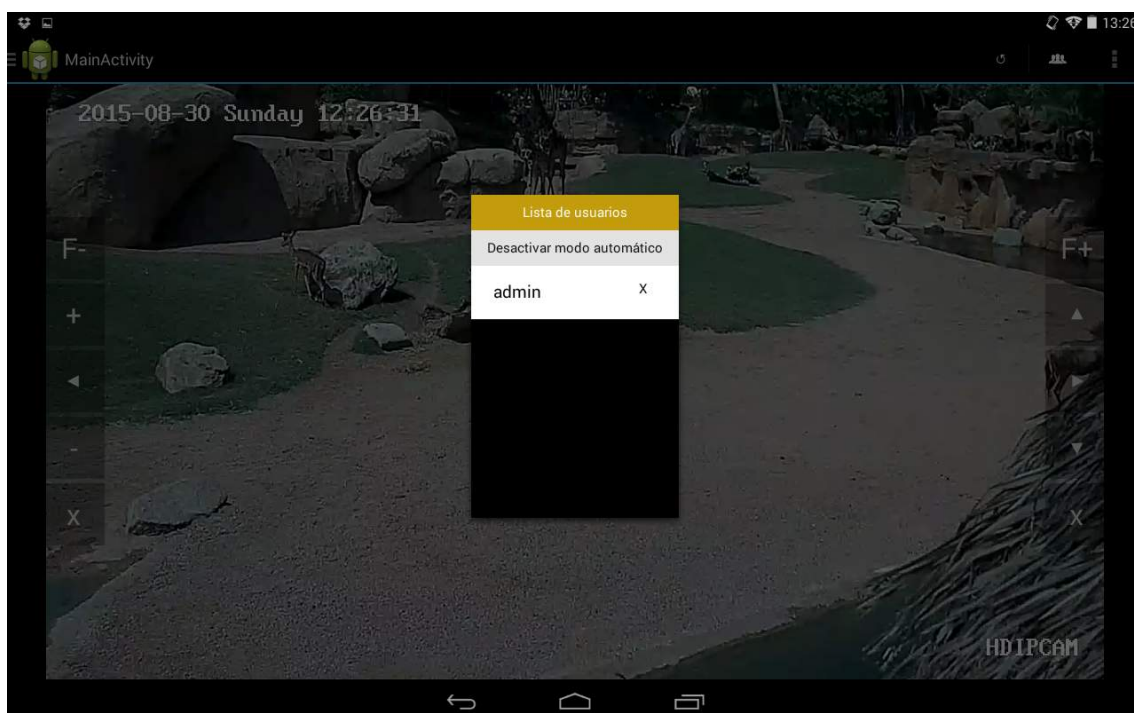 13:26
MainActivity
2015-08-30 Sunday 12:26:31
Lista de usuarios
Desactivar modo automático
admin X
F-
F+
+
-
X
X
HDIPCAM